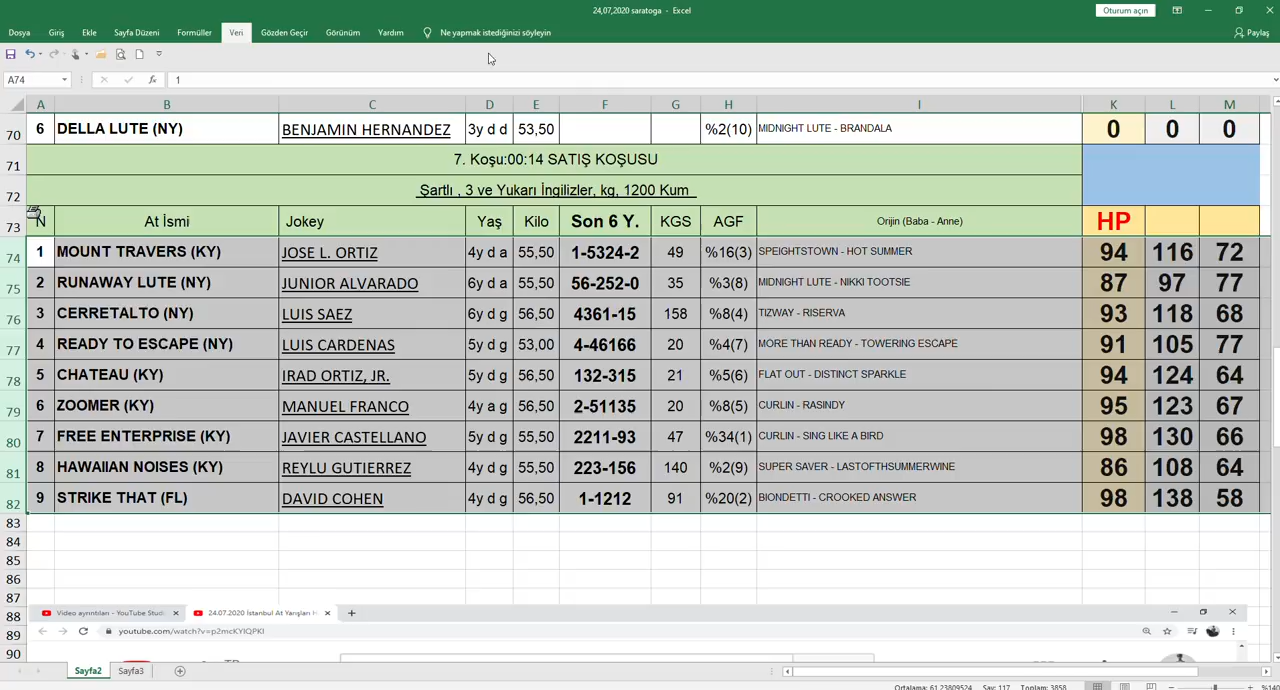 24,07,2020 saratoga - Excel
Oturum açın
Dosya Giriş Ekle Sayfa Düzeni Formüller Veri Gözden Geçir Görünüm Yardım Ne yapmak istediğinizi söyleyin Paylaş
A74 fx 1
A B C D E F G H I K L M
70 6 DELLA LUTE (NY) BENJAMIN HERNANDEZ 3y d d 53,50 %2(10) MIDNIGHT LUTE - BRANDALA 0 0 0
71 7. Koşu:00:14 SATIŞ KOŞUSU
72 Şartlı , 3 ve Yukarı İngilizler, kg, 1200 Kum
73 N At İsmi Jokey Yaş Kilo Son 6 Y. KGS AGF Orijin (Baba - Anne) HP
74 1 MOUNT TRAVERS (KY) JOSE L. ORTIZ 4y d a 55,50 1-5324-2 49 %16(3) SPEIGHTSTOWN - HOT SUMMER 94 116 72
75 2 RUNAWAY LUTE (NY) JUNIOR ALVARADO 6y d a 55,50 56-252-0 35 %3(8) MIDNIGHT LUTE - NIKKI TOOTSIE 87 97 77
76 3 CERRETALTO (NY) LUIS SAEZ 6y d g 56,50 4361-15 158 %8(4) TIZWAY - RISERVA 93 118 68
77 4 READY TO ESCAPE (NY) LUIS CARDENAS 5y d g 53,00 4-46166 20 %4(7) MORE THAN READY - TOWERING ESCAPE 91 105 77
78 5 CHATEAU (KY) IRAD ORTIZ, JR. 5y d g 56,50 132-315 21 %5(6) FLAT OUT - DISTINCT SPARKLE 94 124 64
79 6 ZOOMER (KY) MANUEL FRANCO 4y a g 56,50 2-51135 20 %8(5) CURLIN - RASINDY 95 123 67
80 7 FREE ENTERPRISE (KY) JAVIER CASTELLANO 5y d g 55,50 2211-93 47 %34(1) CURLIN - SING LIKE A BIRD 98 130 66
81 8 HAWAIIAN NOISES (KY) REYLU GUTIERREZ 4y d g 55,50 223-156 140 %2(9) SUPER SAVER - LASTOFTHSUMMERWINE 86 108 64
82 9 STRIKE THAT (FL) DAVID COHEN 4y d g 56,50 1-1212 91 %20(2) BIONDETTI - CROOKED ANSWER 98 138 58
83
84
85
86
87
88 Video ayrıntıları - YouTube Studi 24.07.2020 İstanbul At Yarışları H
89 youtube.com/watch?v=p2mcKYlQPKI
90
Sayfa2 Sayfa3
Ortalama: 61,23809524 Say: 117 Toplam: 3858 %140